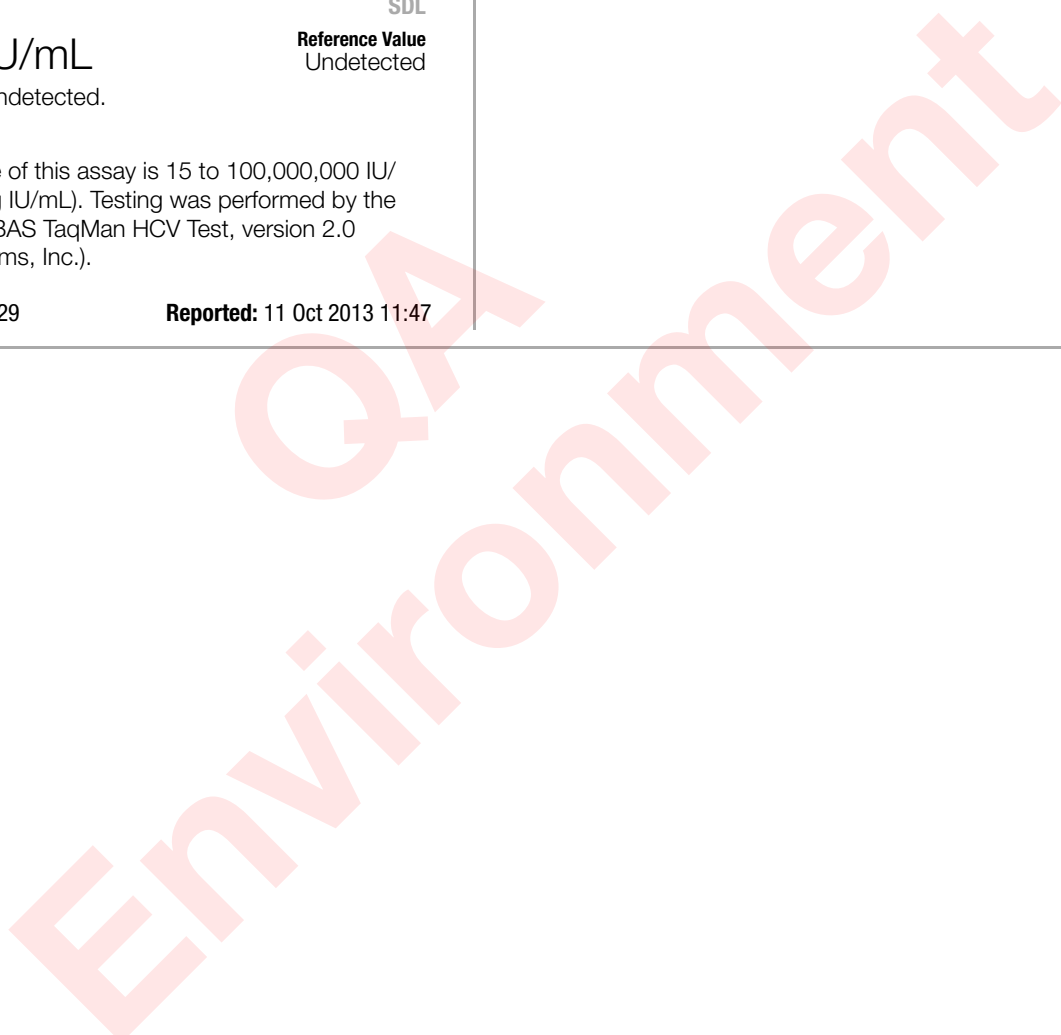 SDL
Reference Value
U/mL
Undetected
ndetected.
e of this assay is 15 to 100,000,000 IU/
g IU/mL). Testing was performed by the
BAS TaqMan HCV Test, version 2.0
ms, Inc.).
29 Reported: 11 Oct 2013 11:47
QA
Environment